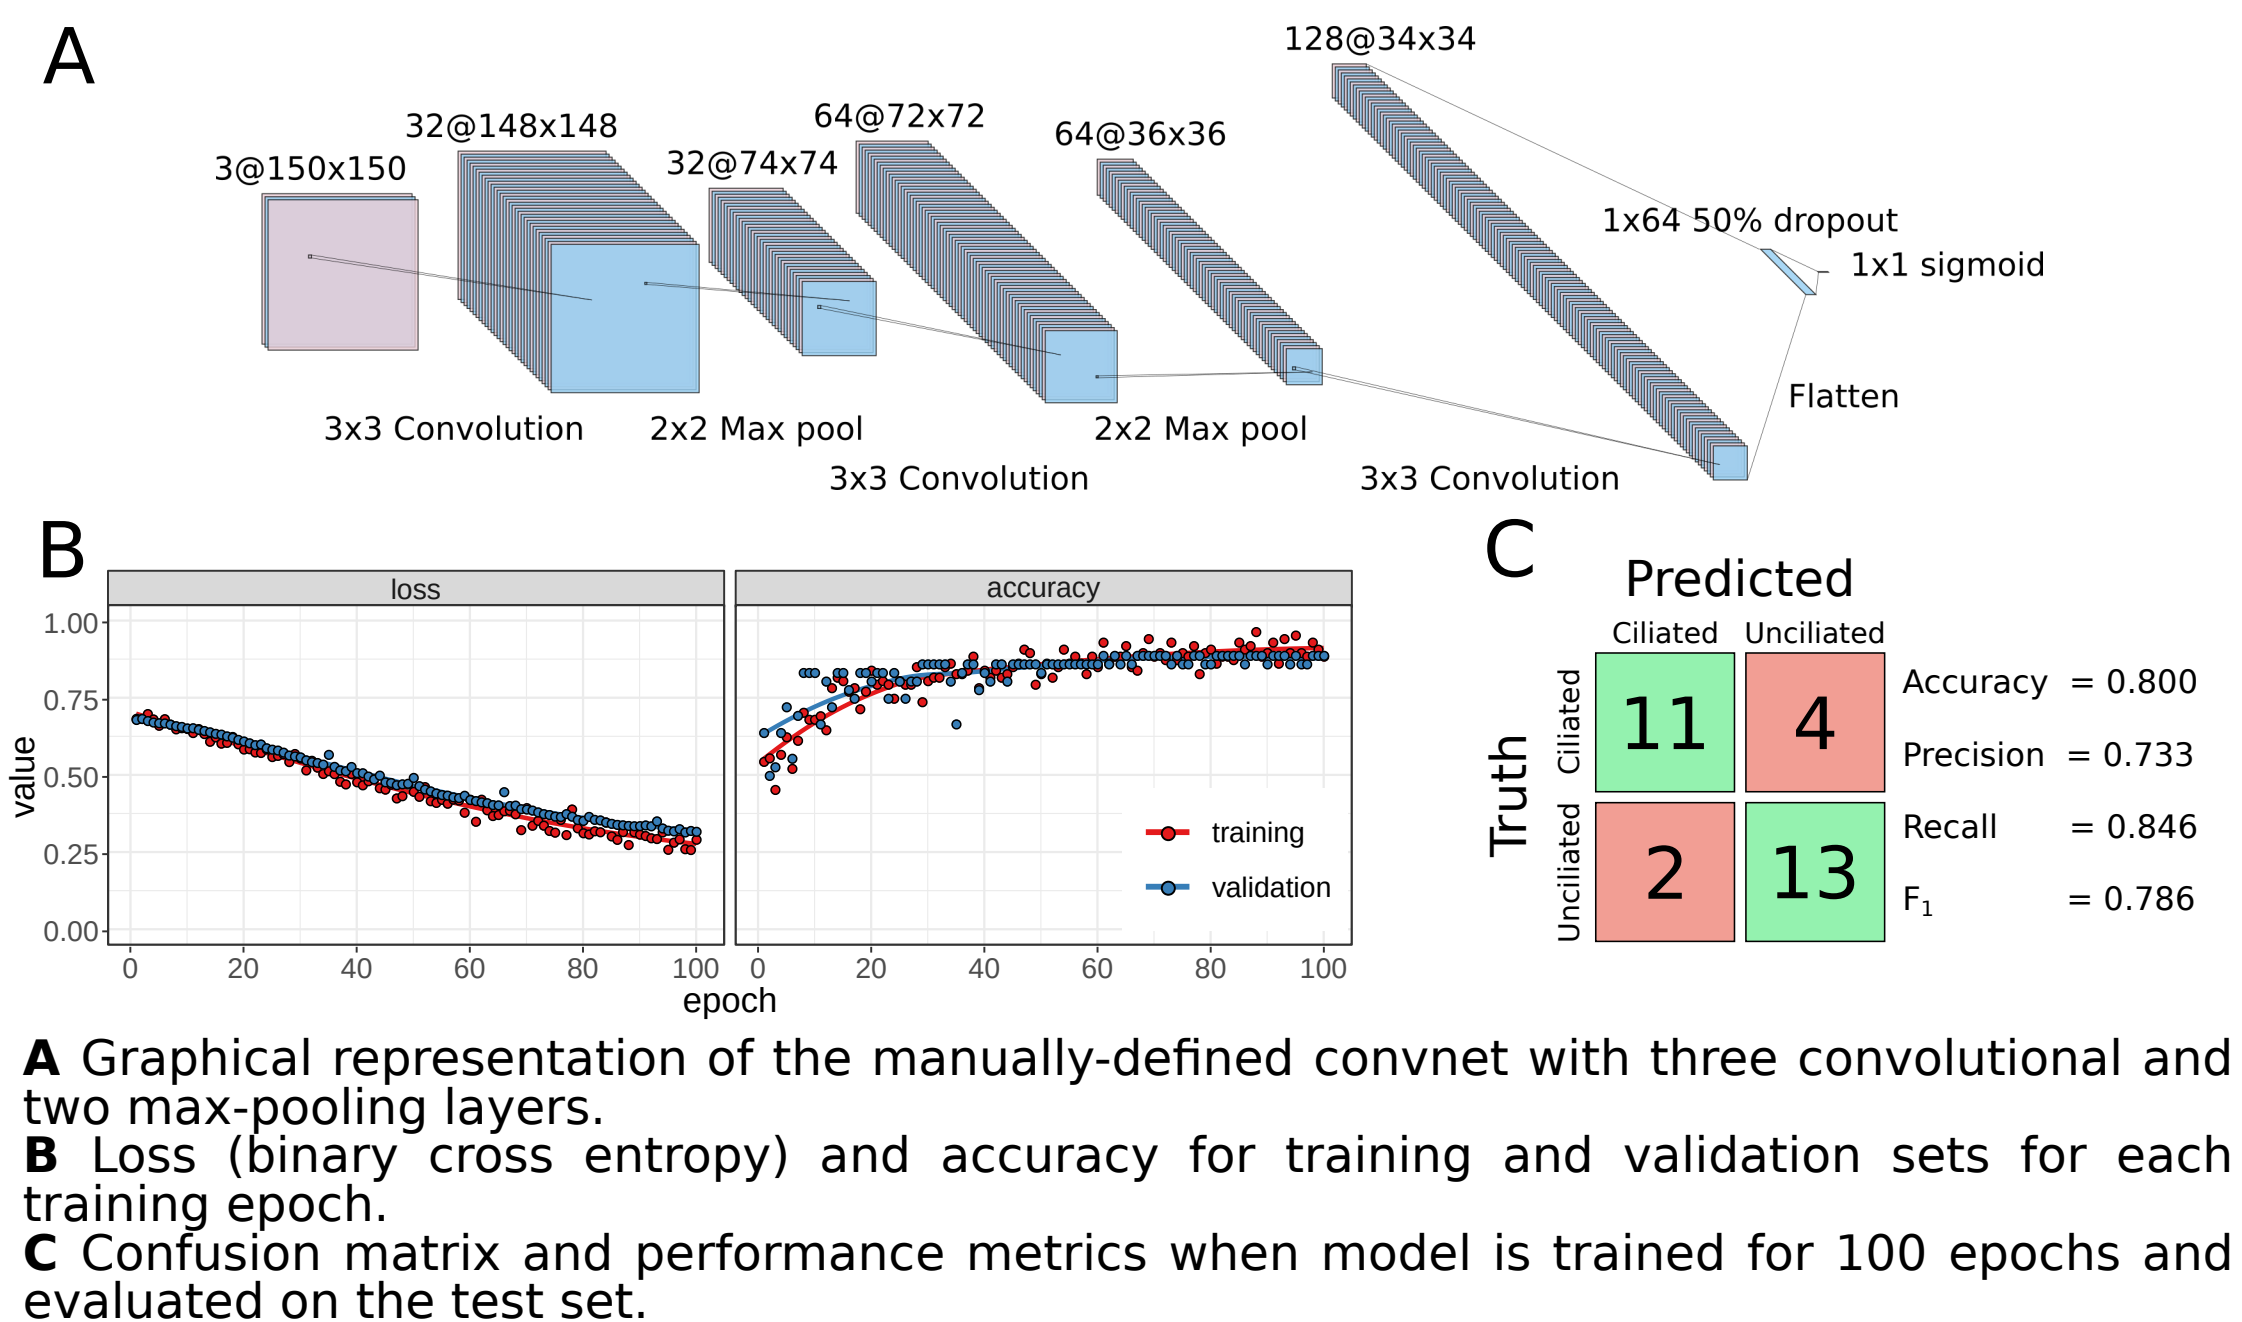 A
3@150x150
32@148x148
32@74x74
64@72x72
64@36x36
128@34x34
1x64 50% dropout
1x1 sigmoid
Flatten
3x3 Convolution
2x2 Max pool
3x3 Convolution
2x2 Max pool
3x3 Convolution
B
loss
accuracy
value
1.00
0.75
0.50
0.25
0.00
0 20 40 60 80 100
0 20 40 60 80 100
epoch
training
validation
C
Predicted
Ciliated Unciliated
Truth
Ciliated
Unciliated
11 4
2 13
Accuracy = 0.800
Precision = 0.733
Recall = 0.846
F1 = 0.786
A Graphical representation of the manually-defined convnet with three convolutional and
two max-pooling layers.
B Loss (binary cross entropy) and accuracy for training and validation sets for each
training epoch.
C Confusion matrix and performance metrics when model is trained for 100 epochs and
evaluated on the test set.